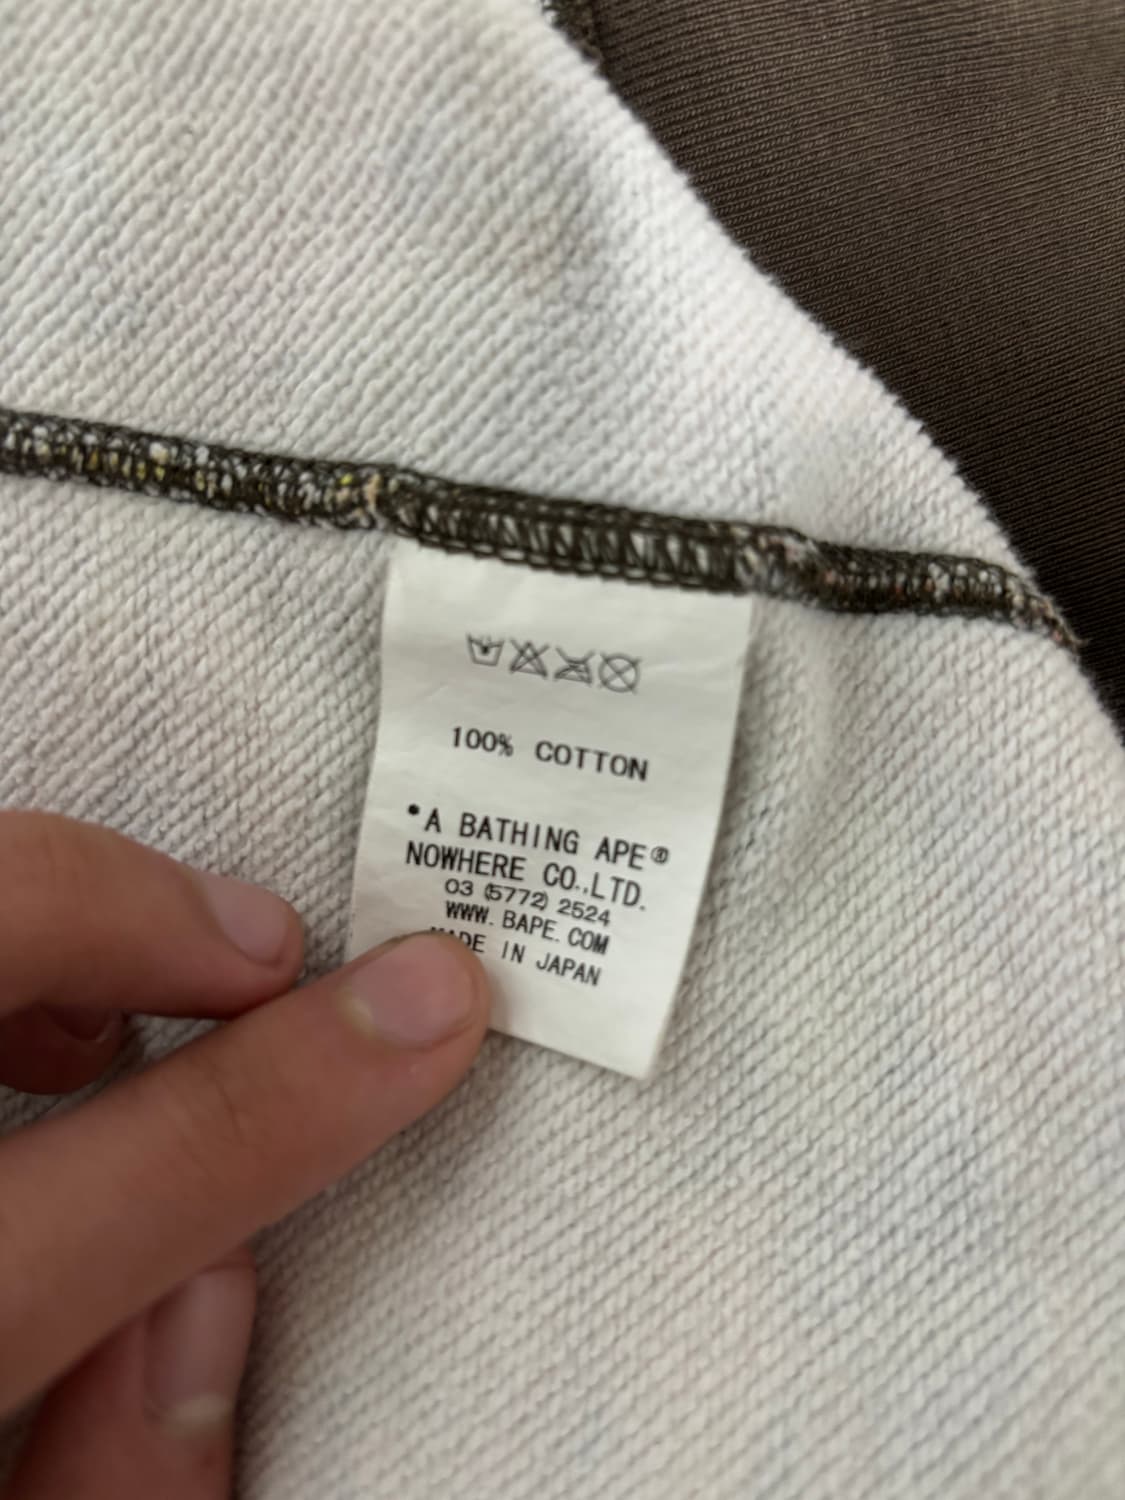 100% COTTON
•A BATHING APE®
NOWHERE CO.,LTD.
03 (5772) 2524
WWW. BAPE. COM
MADE IN JAPAN